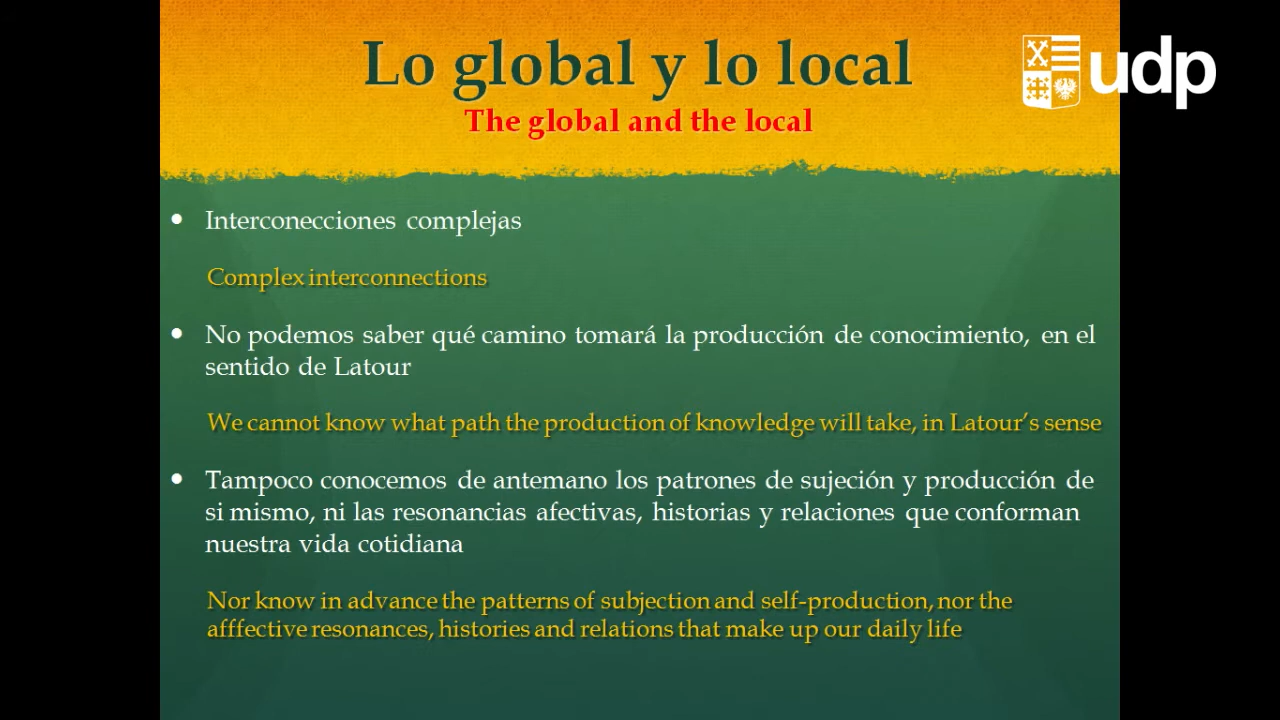 Lo global y lo local
udp
The global and the local
• Interconecciones complejas
Complex interconnections
• No podemos saber qué camino tomará la producción de conocimiento, en el
sentido de Latour
We cannot know what path the production of knowledge will take, in Latour's sense
• Tampoco conocemos de antemano los patrones de sujeción y producción de
si mismo, ni las resonancias afectivas, historias y relaciones que conforman
nuestra vida cotidiana
Nor know in advance the patterns of subjection and self-production, nor the
afffective resonances, histories and relations that make up our daily life